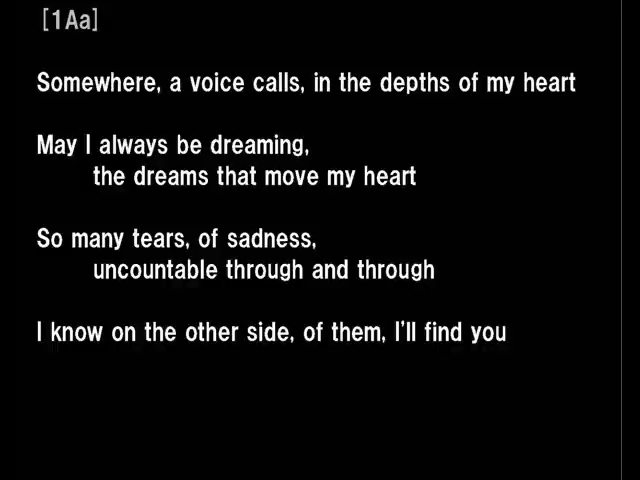 [1Aa]
Somewhere, a voice calls, in the depths of my heart
May I always be dreaming,
the dreams that move my heart
So many tears, of sadness,
uncountable through and through
I know on the other side, of them, I'll find you